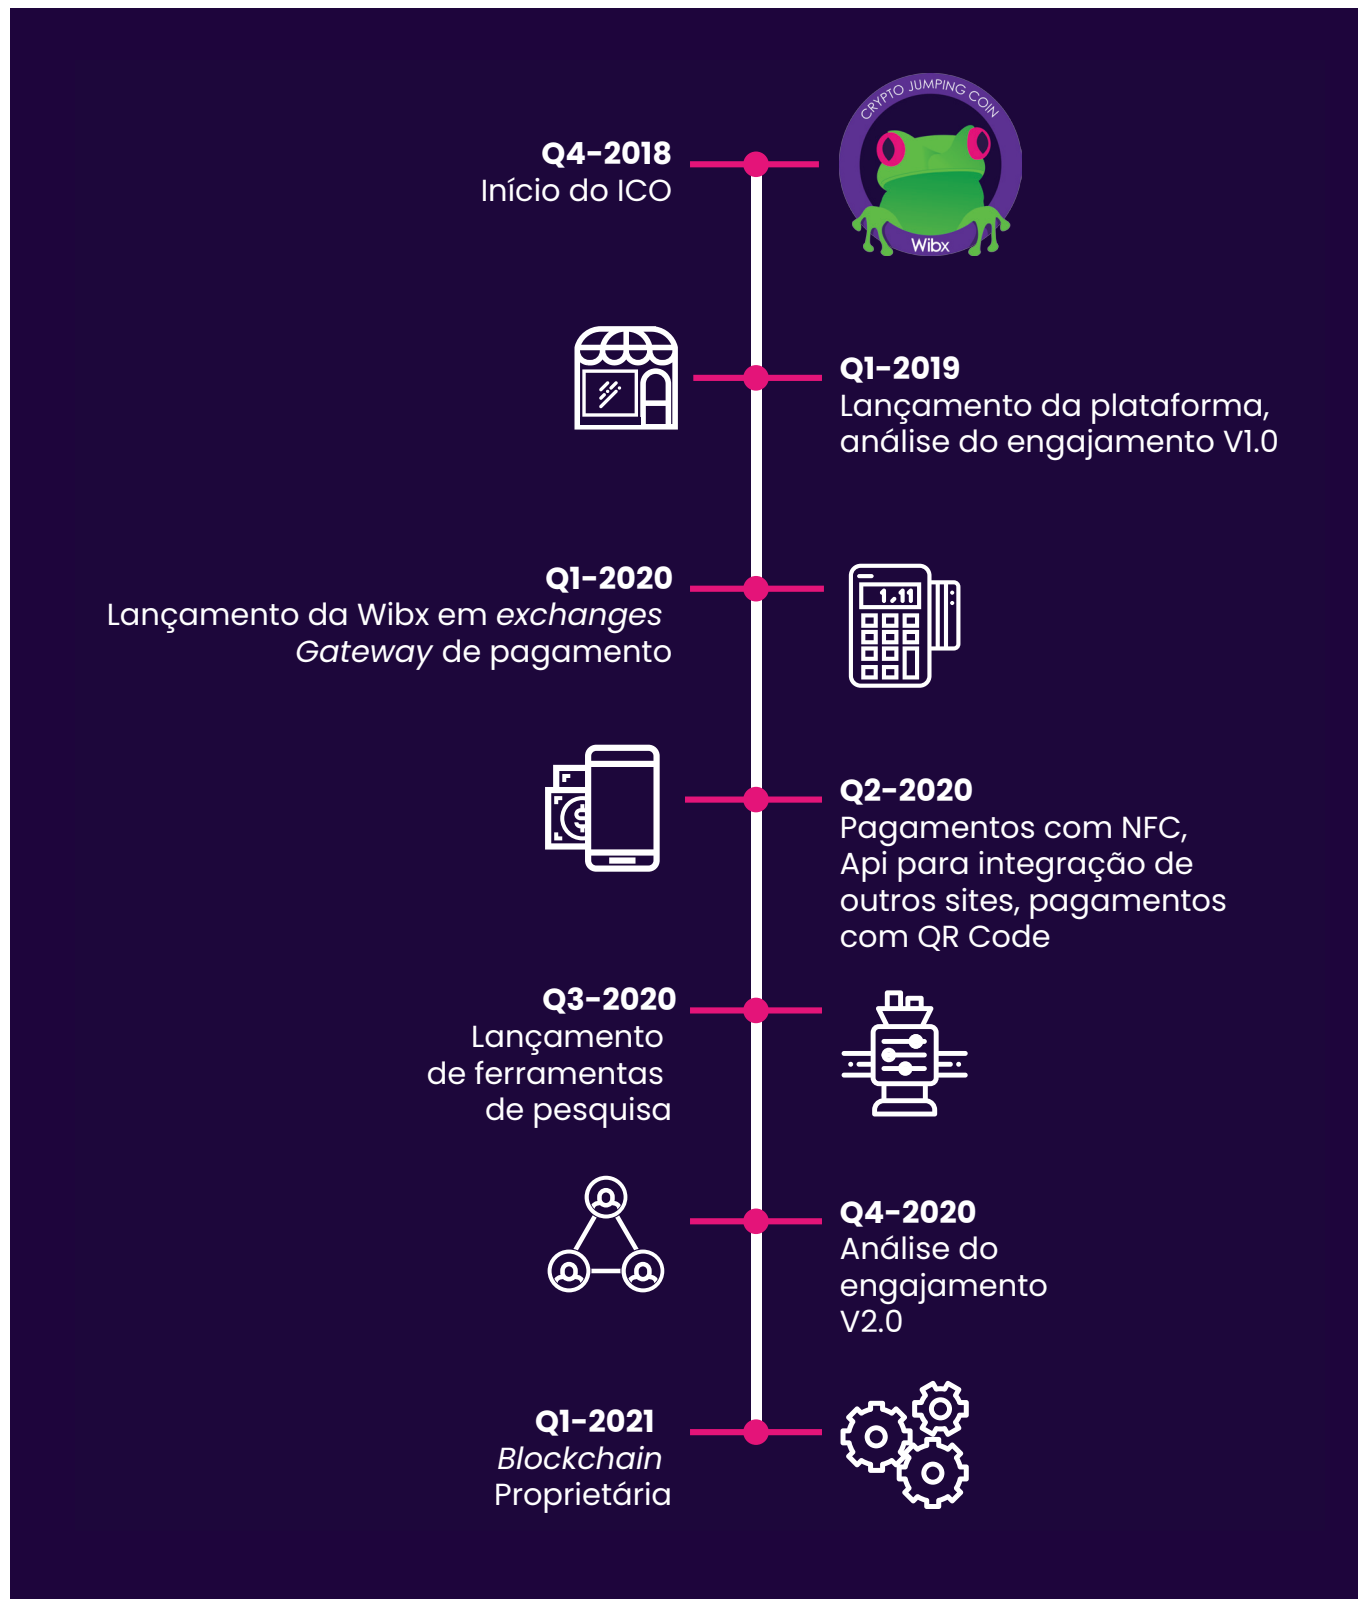 CRYPTO JUMPING COIN
Wibx
Q4-2018
Início do ICO
Q1-2019
Lançamento da plataforma,
análise do engajamento V1.0
Q1-2020
Lançamento da Wibx em exchanges
Gateway de pagamento
1.11
Q2-2020
Pagamentos com NFC,
Api para integração de
outros sites, pagamentos
com QR Code
$
Q3-2020
Lançamento
de ferramentas
de pesquisa
Q4-2020
Análise do
engajamento
V2.0
Q1-2021
Blockchain
Proprietária